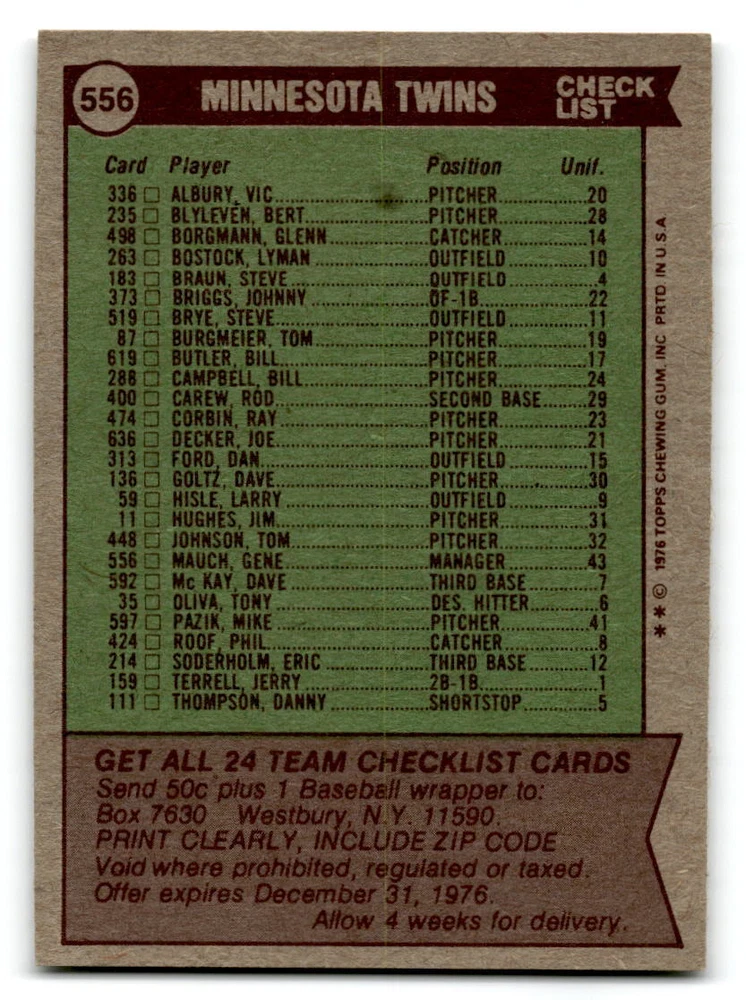 556 MINNESOTA TWINS CHECK LIST
Card Player Position Unif.
336 □ ALBURY, VIC PITCHER 20
235 □ BLYLEVEN, BERT PITCHER 28
498 □ BORGMANN, GLENN CATCHER 14
263 □ BOSTOCK, LYMAN OUTFIELD 10
183 □ BRAUN, STEVE OUTFIELD 4
373 □ BRIGGS, JOHNNY OF-1B 22
519 □ BRYE, STEVE OUTFIELD 11
87 □ BURGMEIER, TOM PITCHER 19
619 □ BUTLER, BILL PITCHER 17
288 □ CAMPBELL, BILL PITCHER 24
400 □ CAREW, ROD SECOND BASE 29
474 □ CORBIN, RAY PITCHER 23
636 □ DECKER, JOE PITCHER 21
313 □ FORD, DAN OUTFIELD 15
136 □ GOLTZ, DAVE PITCHER 30
59 □ HISLE, LARRY OUTFIELD 9
11 □ HUGHES, JIM PITCHER 31
448 □ JOHNSON, TOM PITCHER 32
556 □ MAUCH, GENE MANAGER 43
592 □ Mc KAY, DAVE THIRD BASE 7
35 □ OLIVA, TONY DES. HITTER 6
597 □ PAZIK, MIKE PITCHER 41
424 □ ROOF, PHIL CATCHER 8
214 □ SODERHOLM, ERIC THIRD BASE 12
159 □ TERRELL, JERRY 2B-1B 1
111 □ THOMPSON, DANNY SHORTSTOP 5
GET ALL 24 TEAM CHECKLIST CARDS
Send 50c plus 1 Baseball wrapper to:
Box 7630 Westbury, N.Y. 11590.
PRINT CLEARLY, INCLUDE ZIP CODE
Void where prohibited, regulated or taxed.
Offer expires December 31, 1976.
Allow 4 weeks for delivery.
** © 1976 TOPPS CHEWING GUM, INC PRTD IN U.S.A